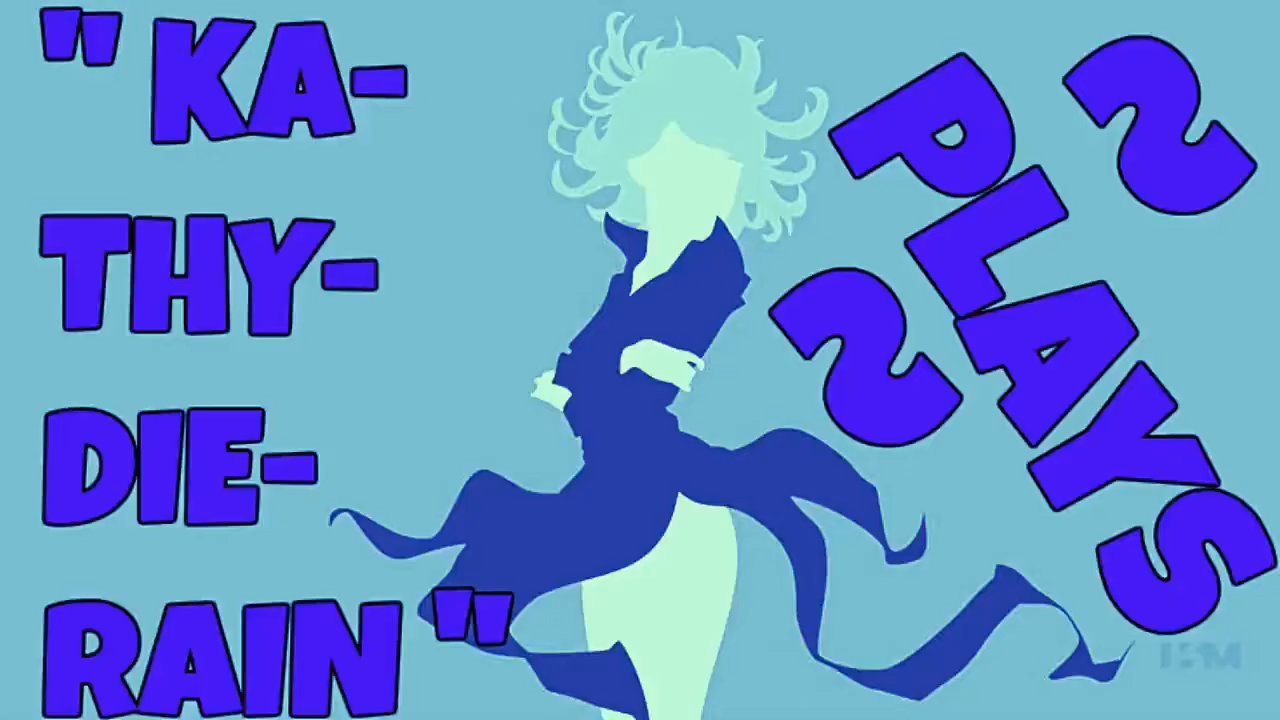 " KA-
THY-
DIE-
RAIN "
Ƨ
PLAYS
Ƨ